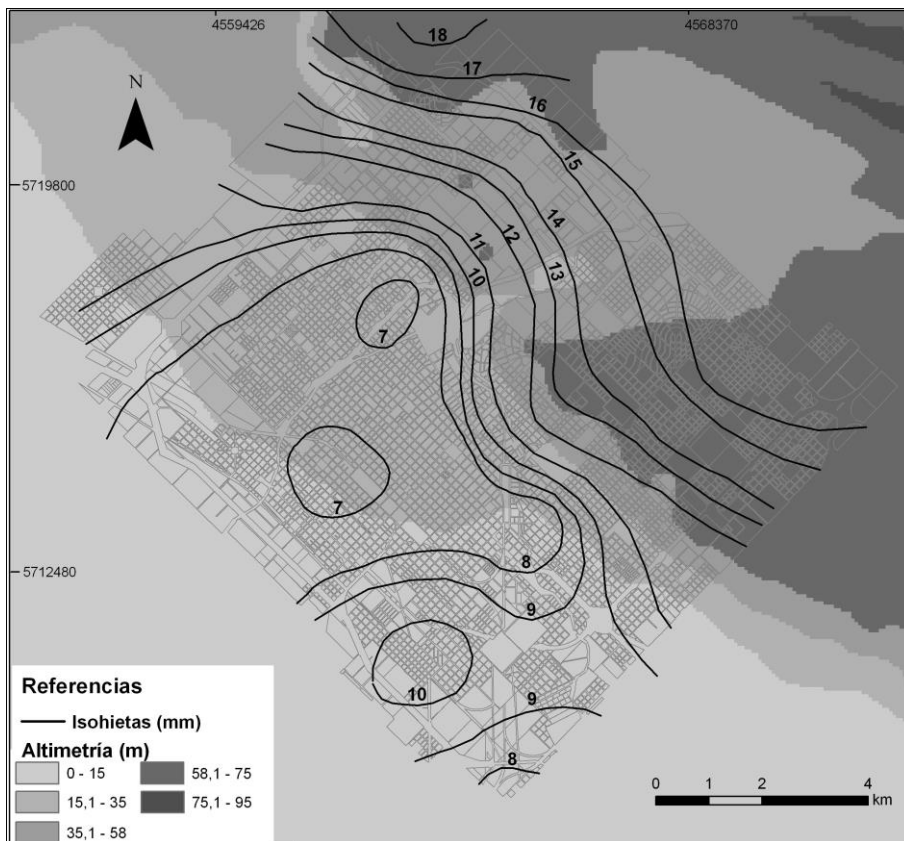 4559426 4568370
18
N
17
16
15
5719800
14
12
11
13
10
7
7
8
5712480
9
10
9
8
Referencias
Isohietas (mm)
Altimetría (m)
0 - 15 58,1 - 75
15,1 - 35 75,1 - 95
35,1 - 58
0 1 2 4
km